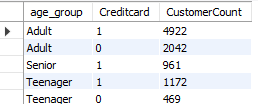 age_group Creditcard CustomerCount
Adult 1 4922
Adult 0 2042
Senior 1 961
Teenager 1 1172
Teenager 0 469